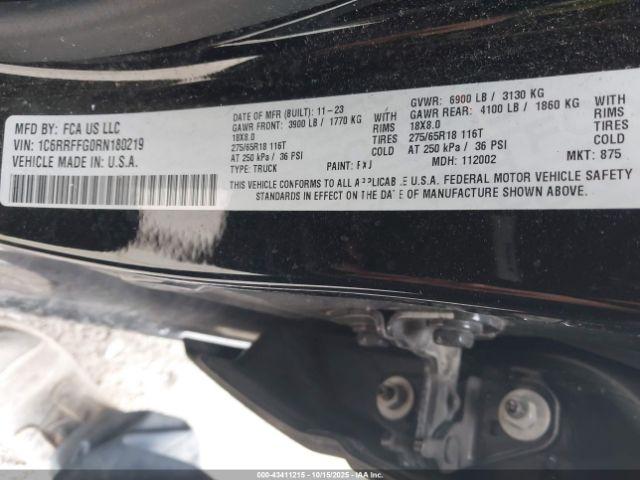 MFD BY: FCA US LLC
VIN: 1C6RRFFG0RN180219
VEHICLE MADE IN U.S.A.
DATE OF MFR (BUILT): 11-23
GAWR FRONT: 3900 LB / 1770 KG
18X8.0
275/65R18 116T
AT 250 kPa / 36 PSI
TYPE: TRUCK
PAINT:
WITH
RIMS
TIRES
GVWR: 6900 LB / 3130 KG
GAWR REAR: 4100 LB / 1860 KG
18X8.0
275/65R18 116T
AT 250 kPa / 36 PSI
MDH: 112002
WITH
RIMS
TIRES
MKT: 875
THIS VEHICLE CONFORMS TO ALL APPLICABLE U.S.A. FEDERAL MOTOR VEHICLE SAFETY
STANDARDS IN EFFECT ON THE DATE OF MANUFACTURE SHOWN ABOVE.
000-43411215 - 10/15/2025 - IAAI.com